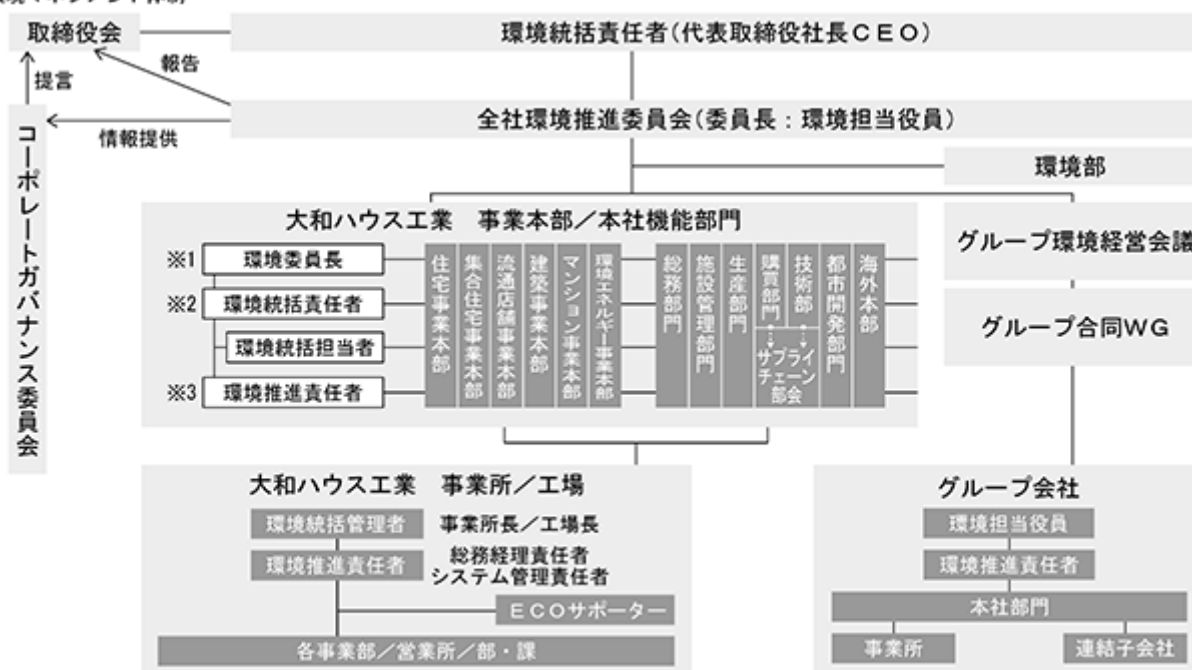 取締役会
環境統括責任者(代表取締役社長CEO)
報告
提言
全社環境推進委員会(委員長:環境担当役員)
情報提供
コーポレートガバナンス委員会
環境部
大和ハウス工業 事業本部/本社機能部門
※1 環境委員長
※2 環境統括責任者
環境統括担当者
※3 環境推進責任者
住宅事業本部
集合住宅事業本部
流通店舗事業本部
建築事業本部
マンション事業本部
環境エネルギー事業本部
総務部門
施設管理部門
生産部門
購買部門
技術部
サプライ
チェーン
部会
都市開発部門
海外本部
グループ環境経営会議
グループ合同WG
大和ハウス工業 事業所/工場
環境統括管理者 事業所長/工場長
環境推進責任者 総務経理責任者
システム管理責任者
ECOサポーター
各事業部/営業所/部・課
グループ会社
環境担当役員
環境推進責任者
本社部門
事業所
連結子会社